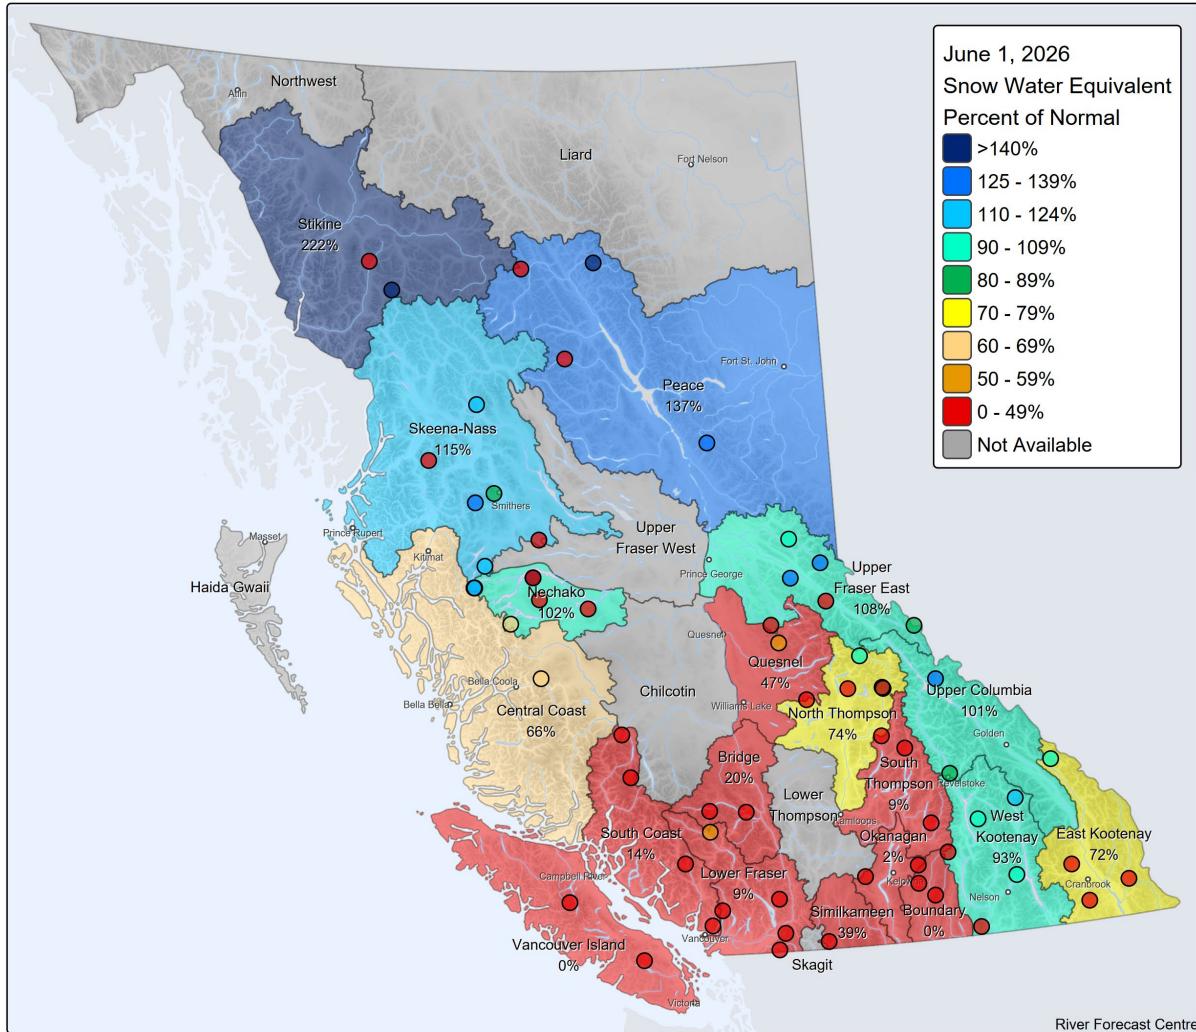 June 1, 2026
Snow Water Equivalent
Percent of Normal
>140%
125 - 139%
110 - 124%
90 - 109%
80 - 89%
70 - 79%
60 - 69%
50 - 59%
0 - 49%
Not Available
Northwest
Atlin
Liard
Fort Nelson
Stikine
222%
Fort St. John
Peace
137%
Skeena-Nass
115%
Smithers
Prince Rupert
Kitimat
Masset
Haida Gwaii
Upper
Fraser West
Prince George
Upper
Fraser East
108%
Nechako
102%
Quesnel
Quesnel
47%
Chilcotin
Williams Lake
Bella Coola
Bella Bella
Central Coast
66%
North Thompson
74%
Upper Columbia
101%
Golden
Bridge
20%
South
Thompson
9%
Revelstoke
Lower
Thompson
Kamloops
West
Kootenay
93%
East Kootenay
72%
Cranbrook
South Coast
14%
Okanagan
2%
Kelowna
Nelson
Campbell River
Lower Fraser
9%
Similkameen
39%
Boundary
0%
Vancouver
Vancouver Island
0%
Skagit
Victoria
River Forecast Centre